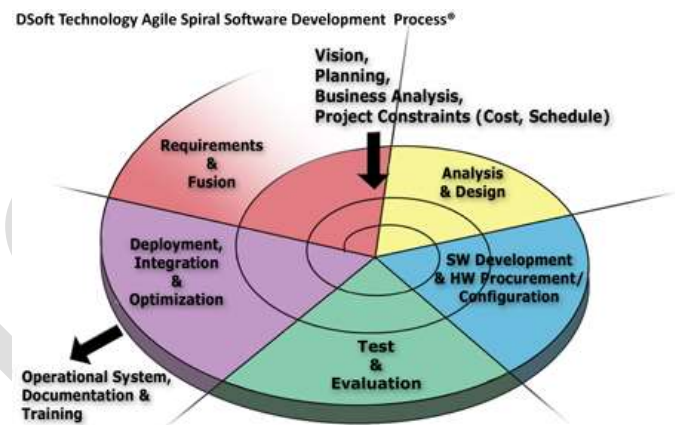 DSoft Technology Agile Spiral Software Development Process®
Vision,
Planning,
Business Analysis,
Project Constraints (Cost, Schedule)
Requirements
&
Fusion
Analysis
& Design
Deployment,
Integration
&
Optimization
SW Development
& HW Procurement/
Configuration
Test
&
Evaluation
Operational System,
Documentation &
Training